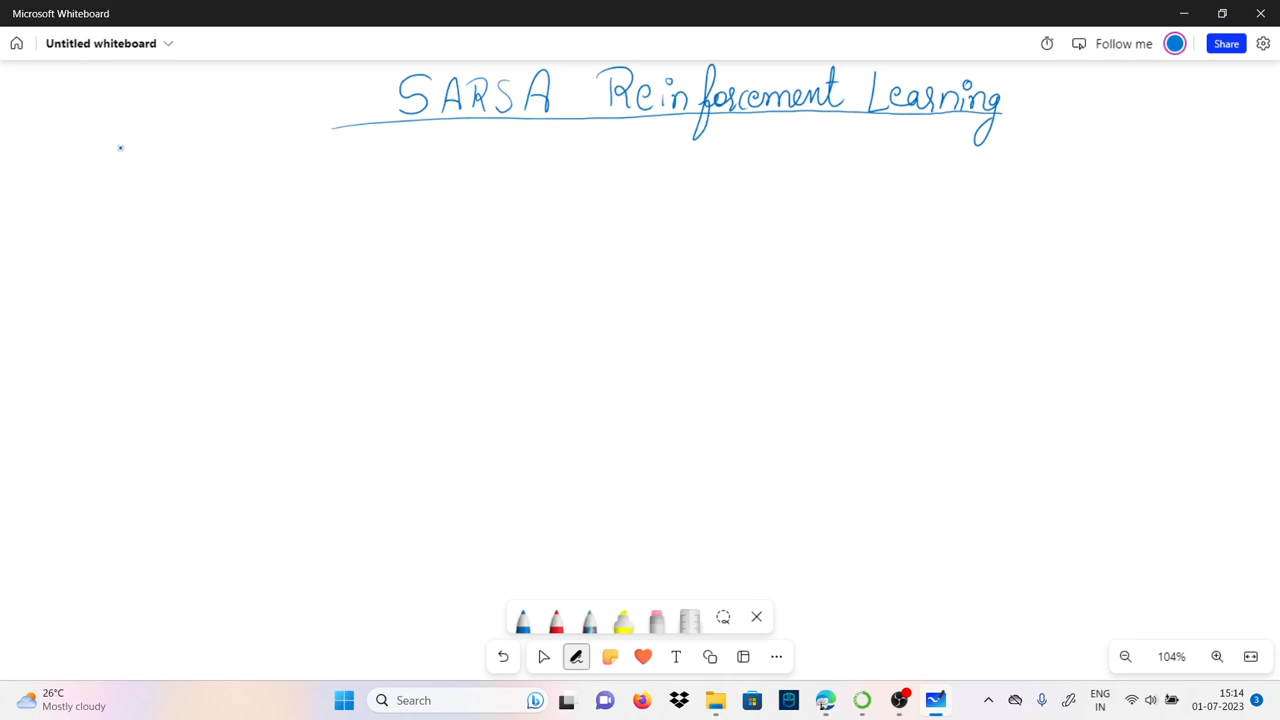 Microsoft Whiteboard
Untitled whiteboard
Follow me
Share
SARSA Reinforcement Learning
104%
26°C
Mostly cloudy
Search
ENG
IN
15:14
01-07-2023
3